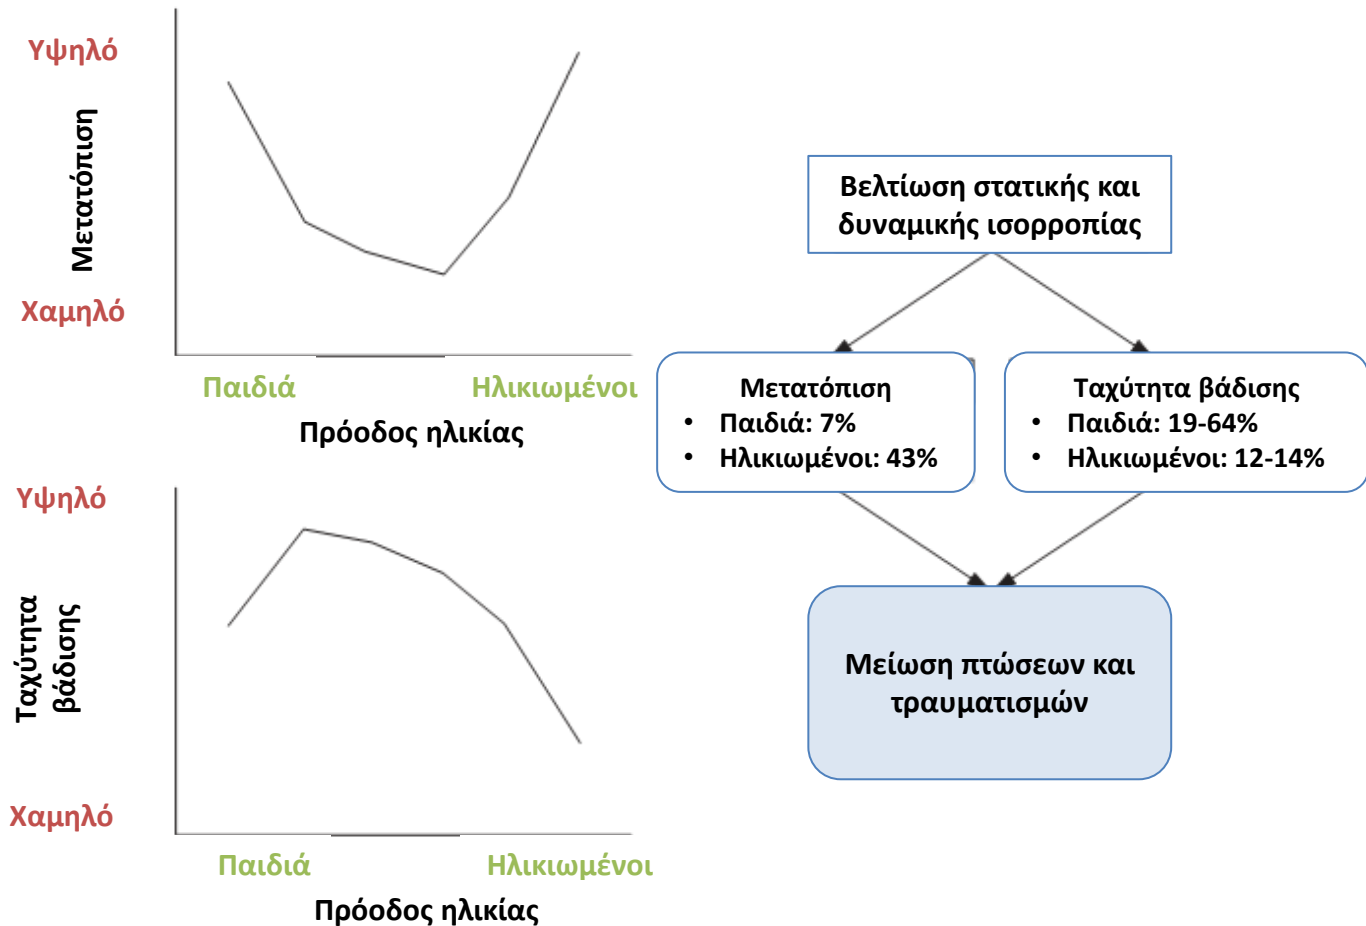 Υψηλό
Μετατόπιση
Χαμηλό
Παιδιά
Ηλικιωμένοι
Πρόοδος ηλικίας
Υψηλό
Ταχύτητα
βάδισης
Χαμηλό
Παιδιά
Ηλικιωμένοι
Πρόοδος ηλικίας
Βελτίωση στατικής και
δυναμικής ισορροπίας
Μετατόπιση
• Παιδιά: 7%
• Ηλικιωμένοι: 43%
Ταχύτητα βάδισης
• Παιδιά: 19-64%
• Ηλικιωμένοι: 12-14%
Μείωση πτώσεων και
τραυματισμών